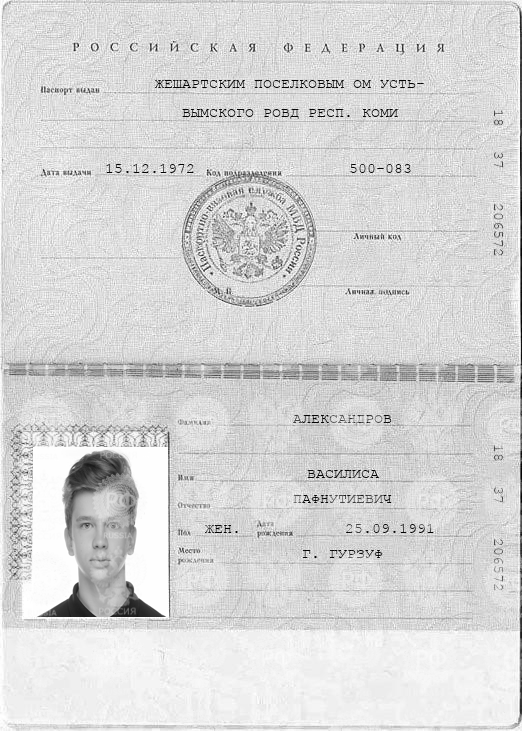 РОССИЙСКАЯ ФЕДЕРАЦИЯ
Паспорт выдан ЖЕШАРТСКИМ ПОСЕЛКОВЫМ ОМ УСТЬ-
ВЫМСКОГО РОВД РЕСП. КОМИ
Дата выдачи 15.12.1972 Код подразделения 500-083
Паспортно-визовая служба МВД России
Личный код
М. П. Личная подпись
18 37 206572
Фамилия АЛЕКСАНДРОВ
Имя ВАСИЛИСА
Отчество ПАФНУТИЕВИЧ
Пол ЖЕН. Дата рождения 25.09.1991
Место рождения Г. ГУРЗУФ
18 37 206572
РОССИЯ